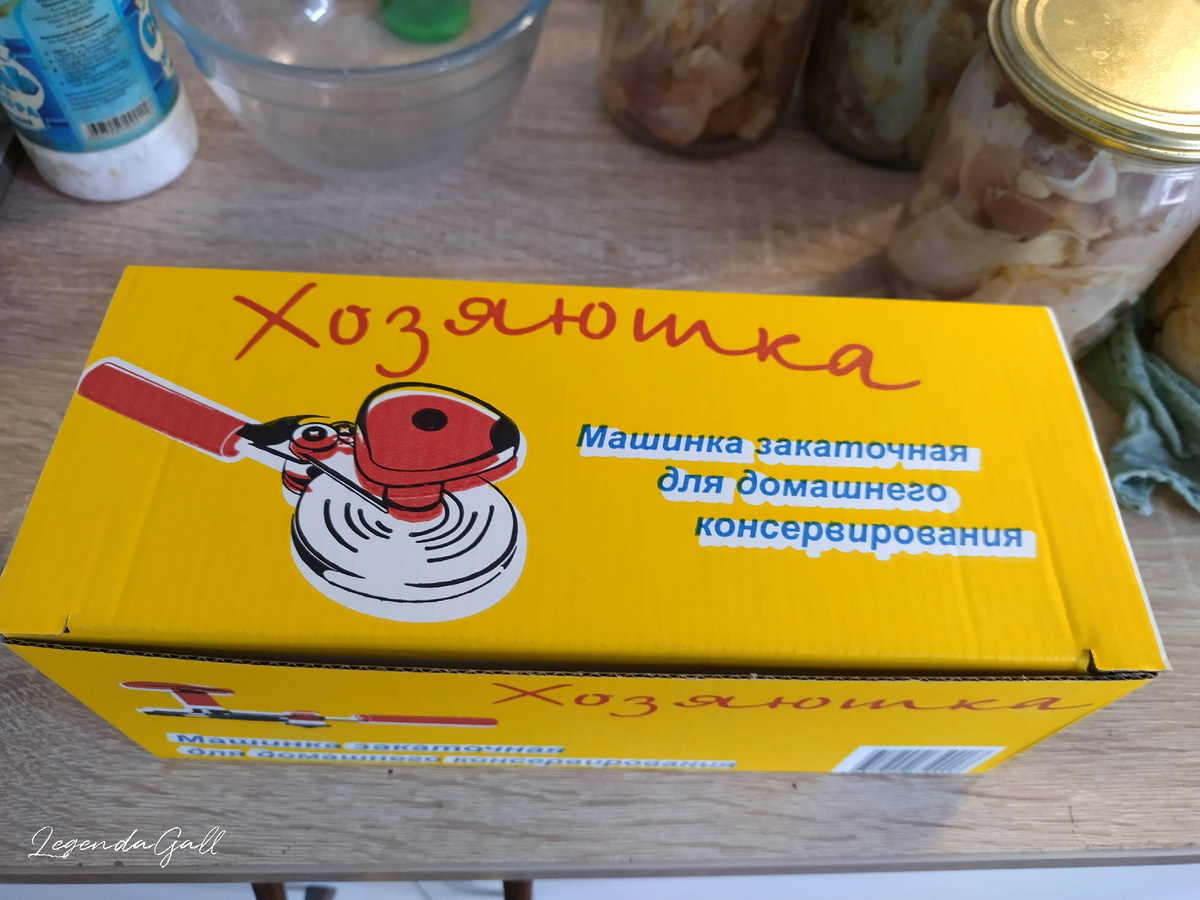 Хозяюшка
Машинка закаточная
для домашнего
консервирования
Хозяюшка
Машинка закаточная
для домашнего консервирования
LegendaGall